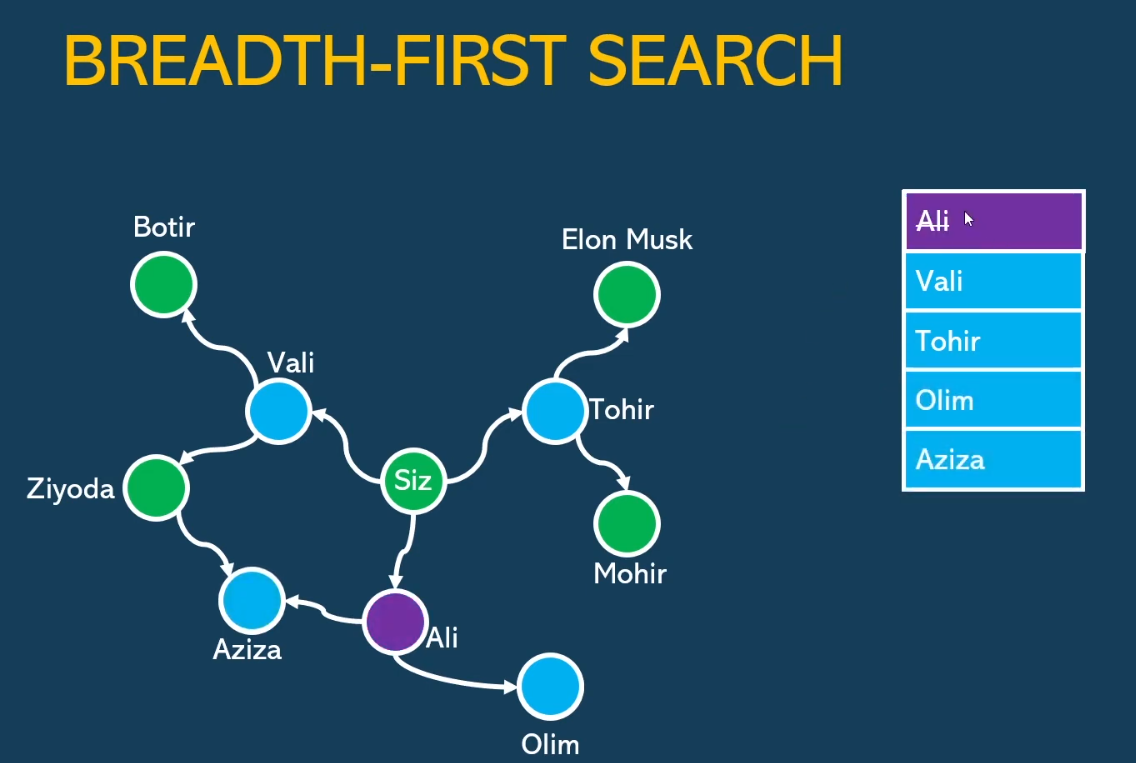 BREADTH-FIRST SEARCH
Botir
Elon Musk
Vali
Tohir
Siz
Ziyoda
Mohir
Aziza
Ali
Olim
Ali
Vali
Tohir
Olim
Aziza